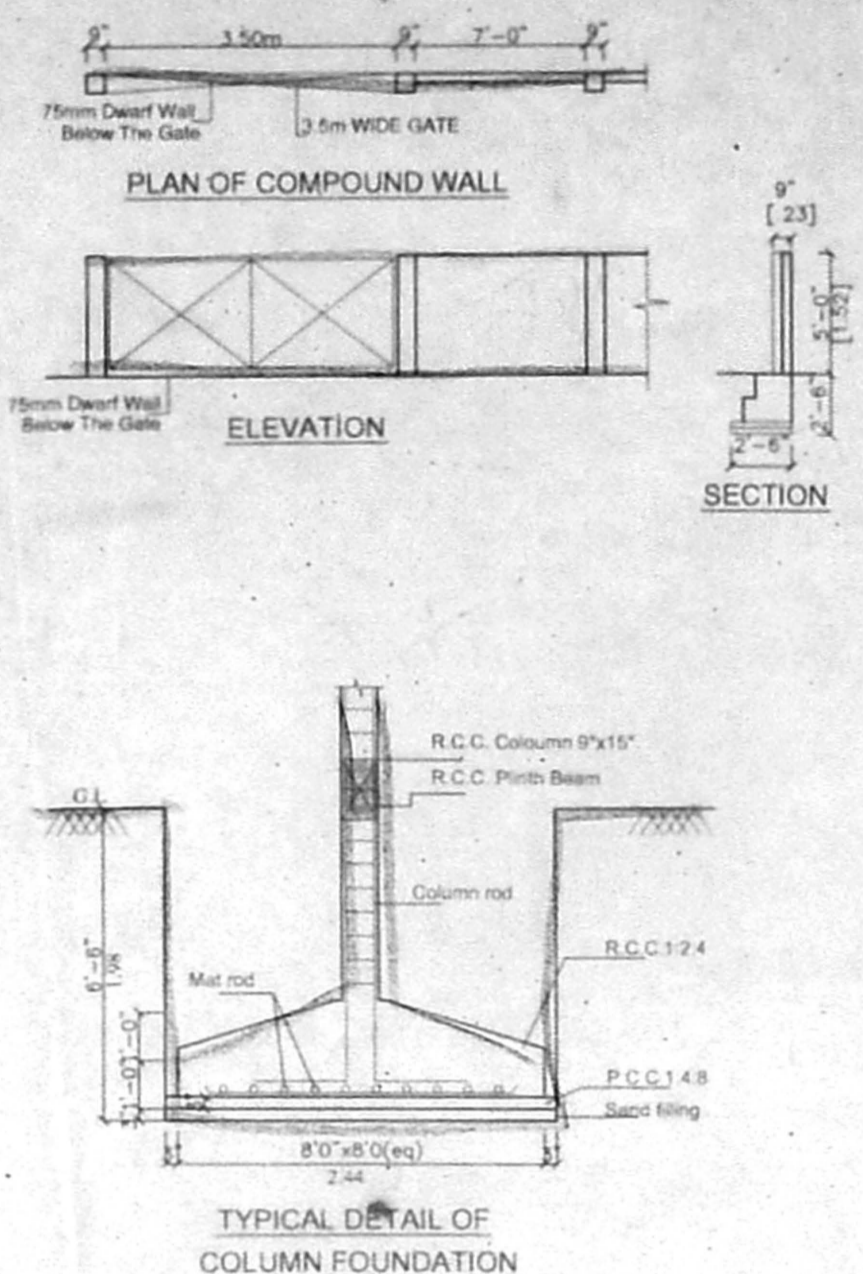 9" 3.50m 9" 7'-0" 9"
75mm Dwarf Wall
Below The Gate
3.5m WIDE GATE
PLAN OF COMPOUND WALL
9"
[ 23]
5'-0"
[1.52]
2'-6"
2'-6"
SECTION
75mm Dwarf Wall
Below The Gate
ELEVATION
R.C.C. Coloumn 9"x15"
R.C.C. Plinth Beam
G.L
Column rod
R.C.C 1:2:4
6'-6"
1.98
Mat rod
1'-0"
1'-0"
P.C.C 1:4:8
Sand filling
8'0"x8'0(eq)
2.44
TYPICAL DETAIL OF
COLUMN FOUNDATION